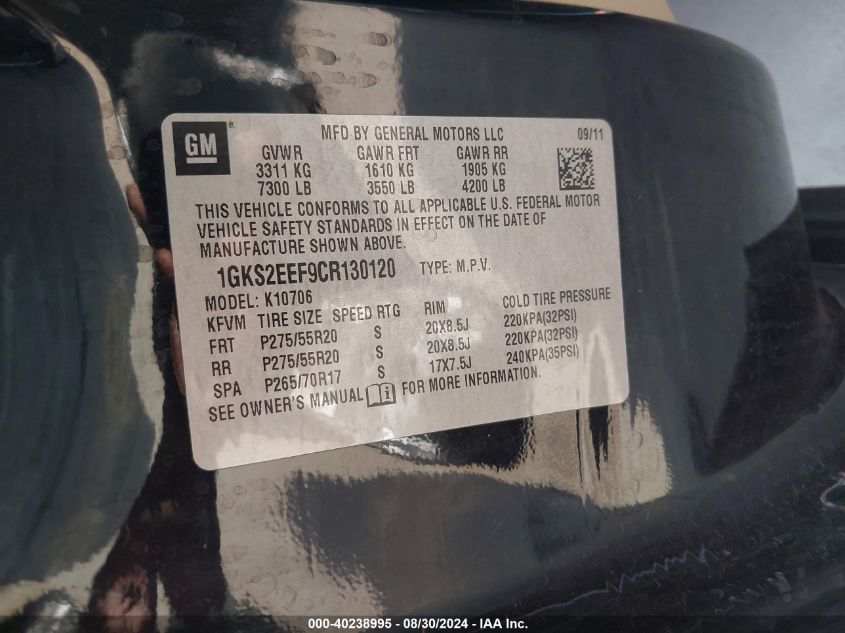 GM ®
MFD BY GENERAL MOTORS LLC 09/11
GVWR GAWR FRT GAWR RR
3311 KG 1610 KG 1905 KG
7300 LB 3550 LB 4200 LB
THIS VEHICLE CONFORMS TO ALL APPLICABLE U.S. FEDERAL MOTOR
VEHICLE SAFETY STANDARDS IN EFFECT ON THE DATE OF
MANUFACTURE SHOWN ABOVE.
1GKS2EEF9CR130120 TYPE: M.P.V.
MODEL: K10706
KFVM TIRE SIZE SPEED RTG RIM COLD TIRE PRESSURE
FRT P275/55R20 S 20X8.5J 220KPA(32PSI)
RR P275/55R20 S 20X8.5J 220KPA(32PSI)
SPA P265/70R17 S 17X7.5J 240KPA(35PSI)
SEE OWNER'S MANUAL FOR MORE INFORMATION.
000-40238995 - 08/30/2024 - IAA Inc.